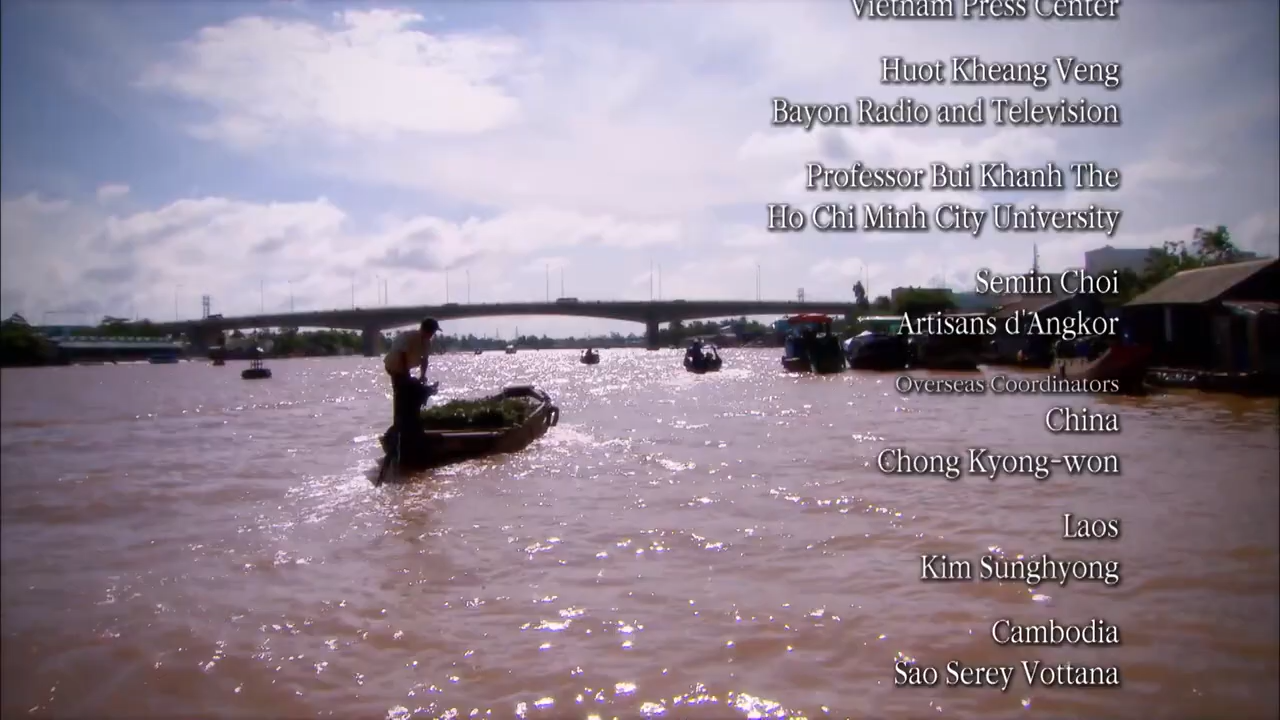 Vietnam Press Center
Huot Kheang Veng
Bayon Radio and Television
Professor Bui Khanh The
Ho Chi Minh City University
Semin Choi
Artisans d'Angkor
Overseas Coordinators
China
Chong Kyong-won
Laos
Kim Sunghyong
Cambodia
Sao Serey Vottana